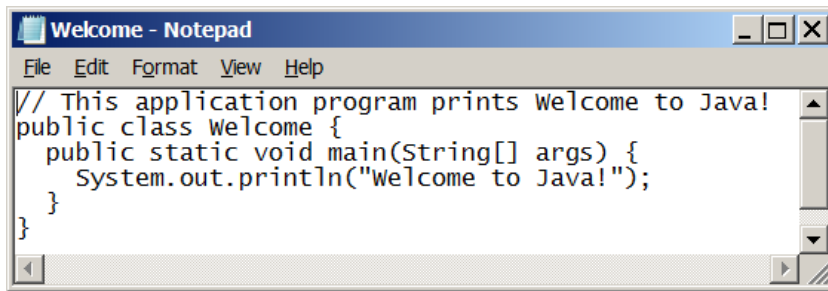 Welcome - Notepad
File Edit Format View Help
// This application program prints Welcome to Java!
public class Welcome {
  public static void main(String[] args) {
    System.out.println("Welcome to Java!");
  }
}